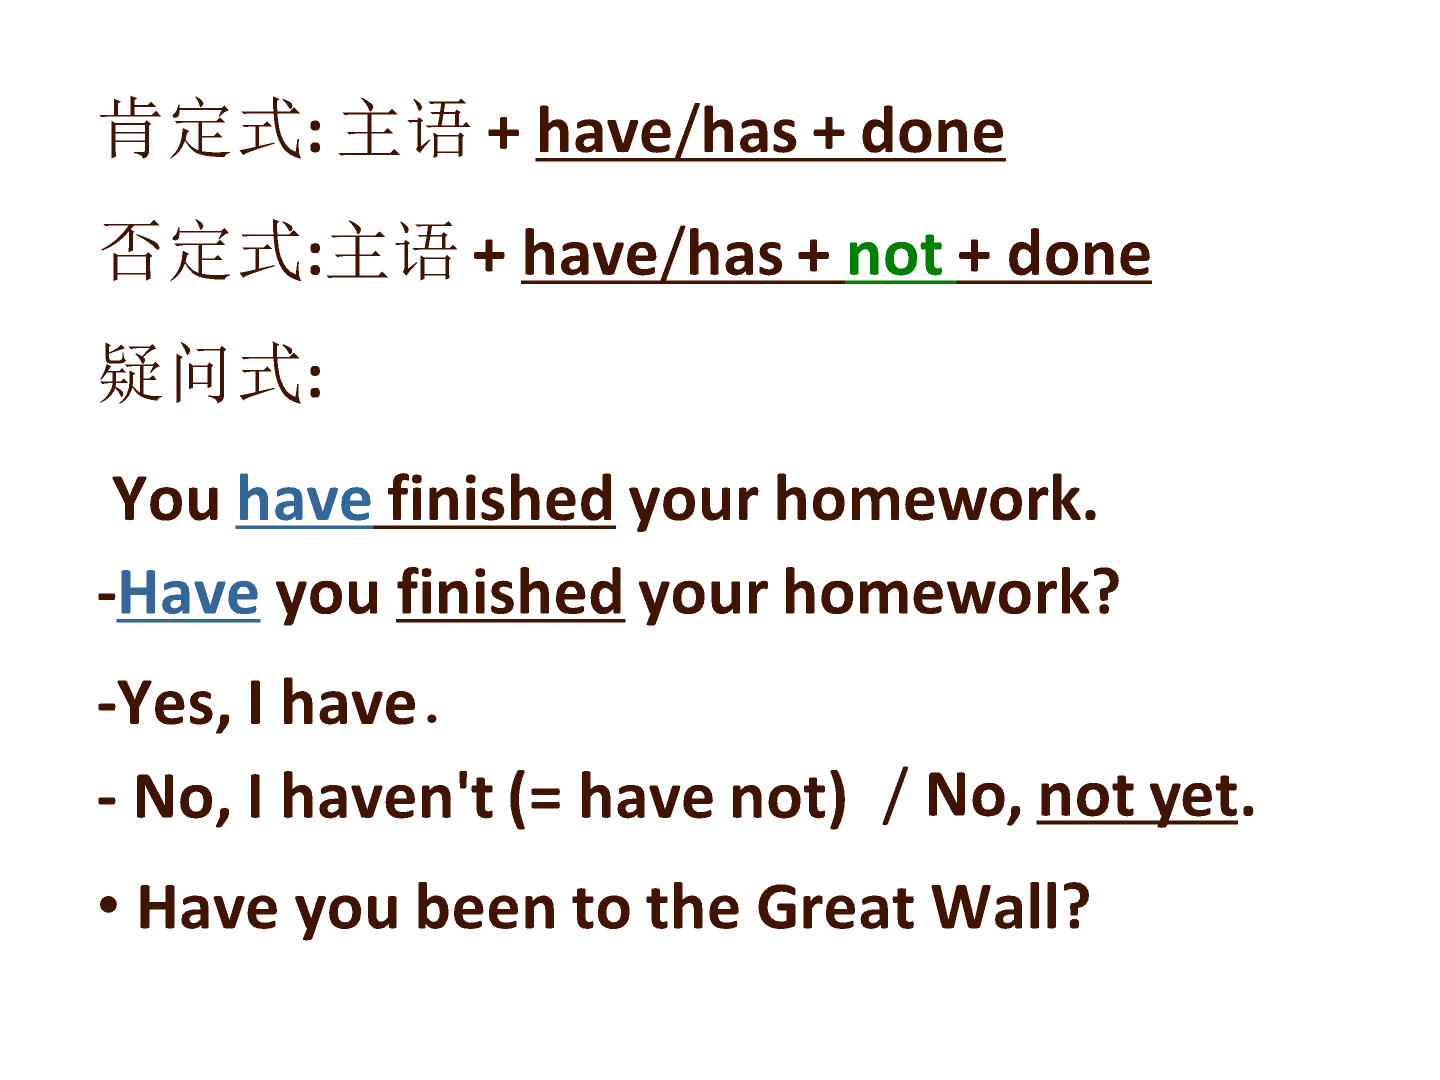 肯定式: 主语 + have/has + done
否定式:主语 + have/has + not + done
疑问式:
You have finished your homework.
-Have you finished your homework?
-Yes, I have.
- No, I haven't (= have not) / No, not yet.
• Have you been to the Great Wall?